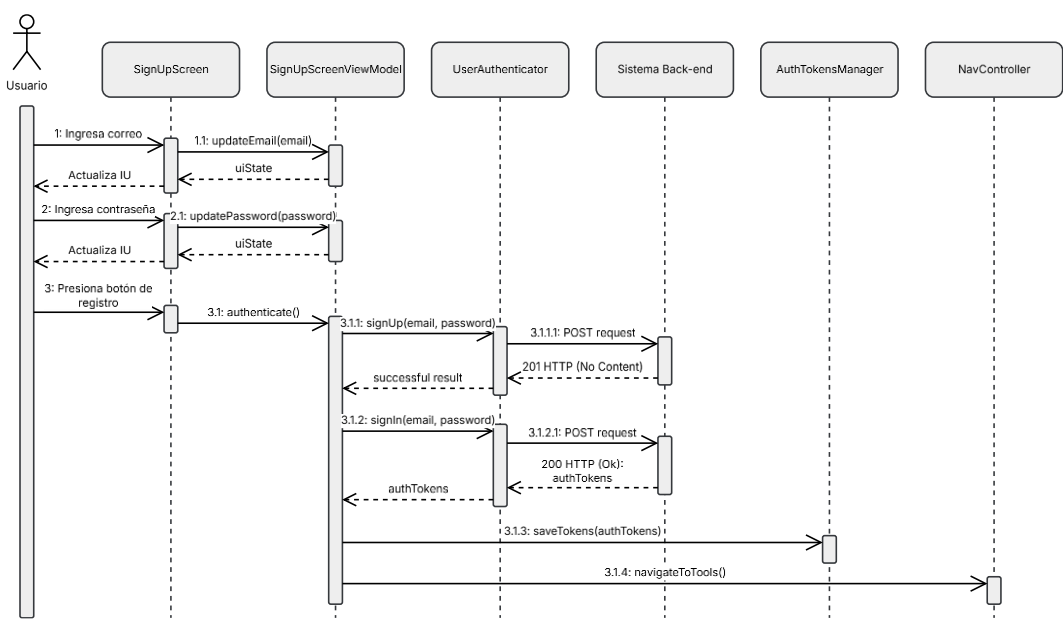 Usuario
SignUpScreen
SignUpScreenViewModel
UserAuthenticator
Sistema Back-end
AuthTokensManager
NavController
1: Ingresa correo
1.1: updateEmail(email)
uiState
Actualiza IU
2: Ingresa contraseña
2.1: updatePassword(password)
uiState
Actualiza IU
3: Presiona botón de
registro
3.1: authenticate()
3.1.1: signUp(email, password)
3.1.1.1: POST request
201 HTTP (No Content)
successful result
3.1.2: signIn(email, password)
3.1.2.1: POST request
200 HTTP (Ok):
authTokens
authTokens
3.1.3: saveTokens(authTokens)
3.1.4: navigateToTools()